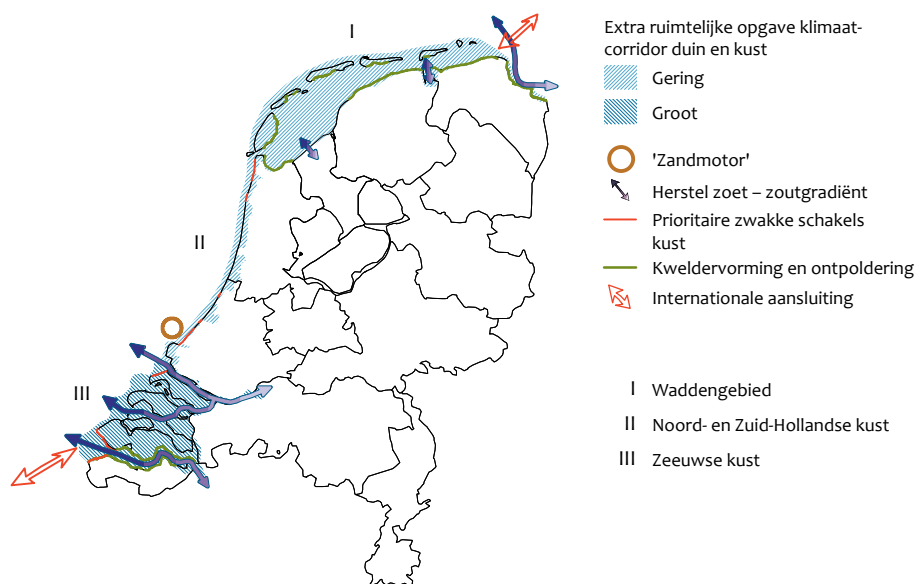 I
II
III
Extra ruimtelijke opgave klimaat-
corridor duin en kust
Gering
Groot
'Zandmotor'
Herstel zoet – zoutgradiënt
Prioritaire zwakke schakels
kust
Kweldervorming en ontpoldering
Internationale aansluiting
I Waddengebied
II Noord- en Zuid-Hollandse kust
III Zeeuwse kust